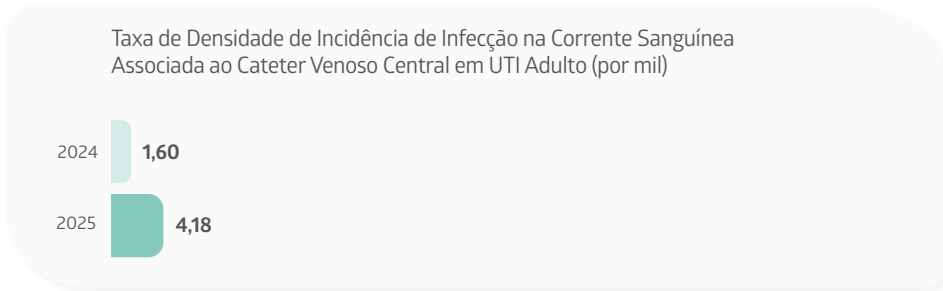 Taxa de Densidade de Incidência de Infecção na Corrente Sanguínea
Associada ao Cateter Venoso Central em UTI Adulto (por mil)
2024 1,60
2025 4,18